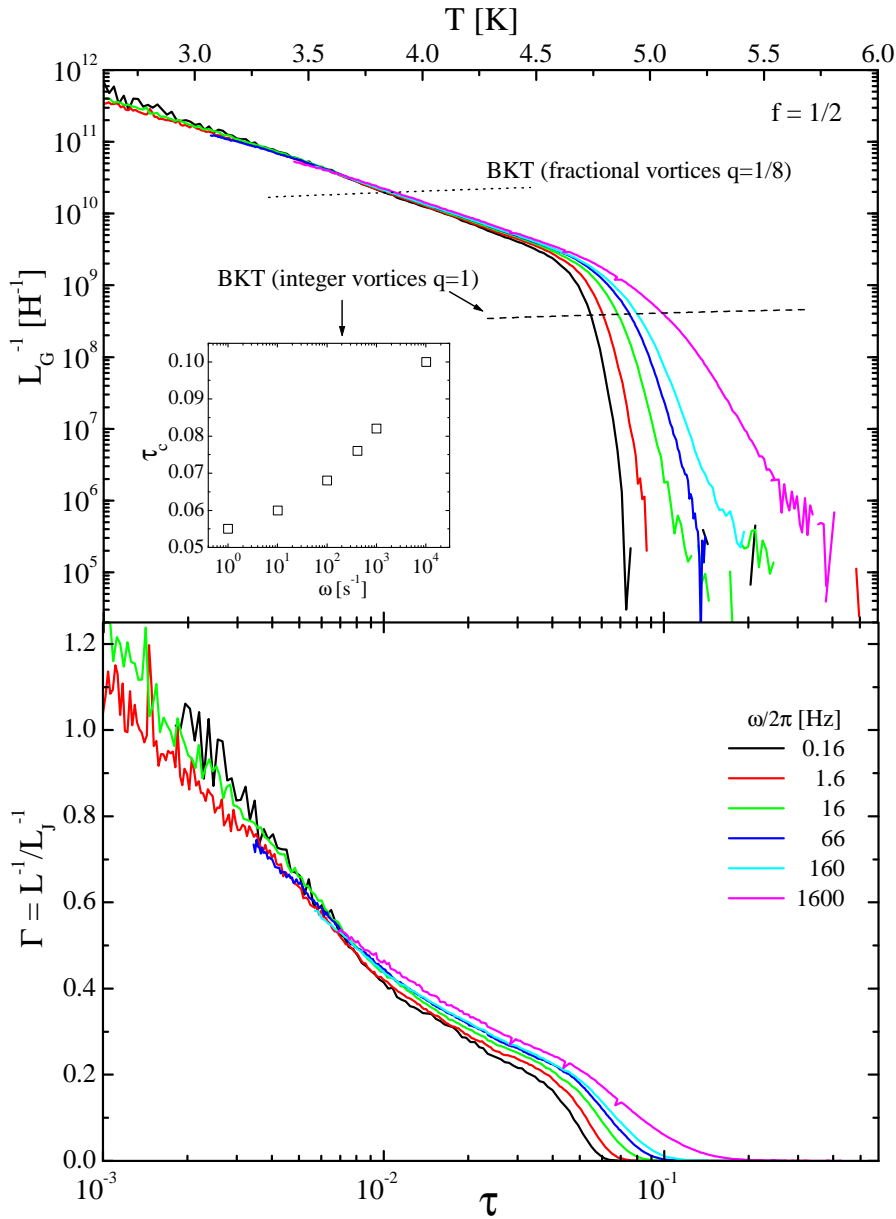 T [K]
3.0 3.5 4.0 4.5 5.0 5.5 6.0
10^12
10^11
10^10
10^9
10^8
10^7
10^6
10^5
L_G^-1 [H^-1]
f = 1/2
BKT (fractional vortices q=1/8)
BKT (integer vortices q=1)
0.10
0.09
0.08
0.07
0.06
0.05
τ_c
10^0 10^1 10^2 10^3 10^4
ω [s^-1]
1.2
1.0
0.8
0.6
0.4
0.2
0.0
Γ = L^-1/L_J^-1
ω/2π [Hz]
0.16
1.6
16
66
160
1600
10^-3 10^-2 10^-1
τ